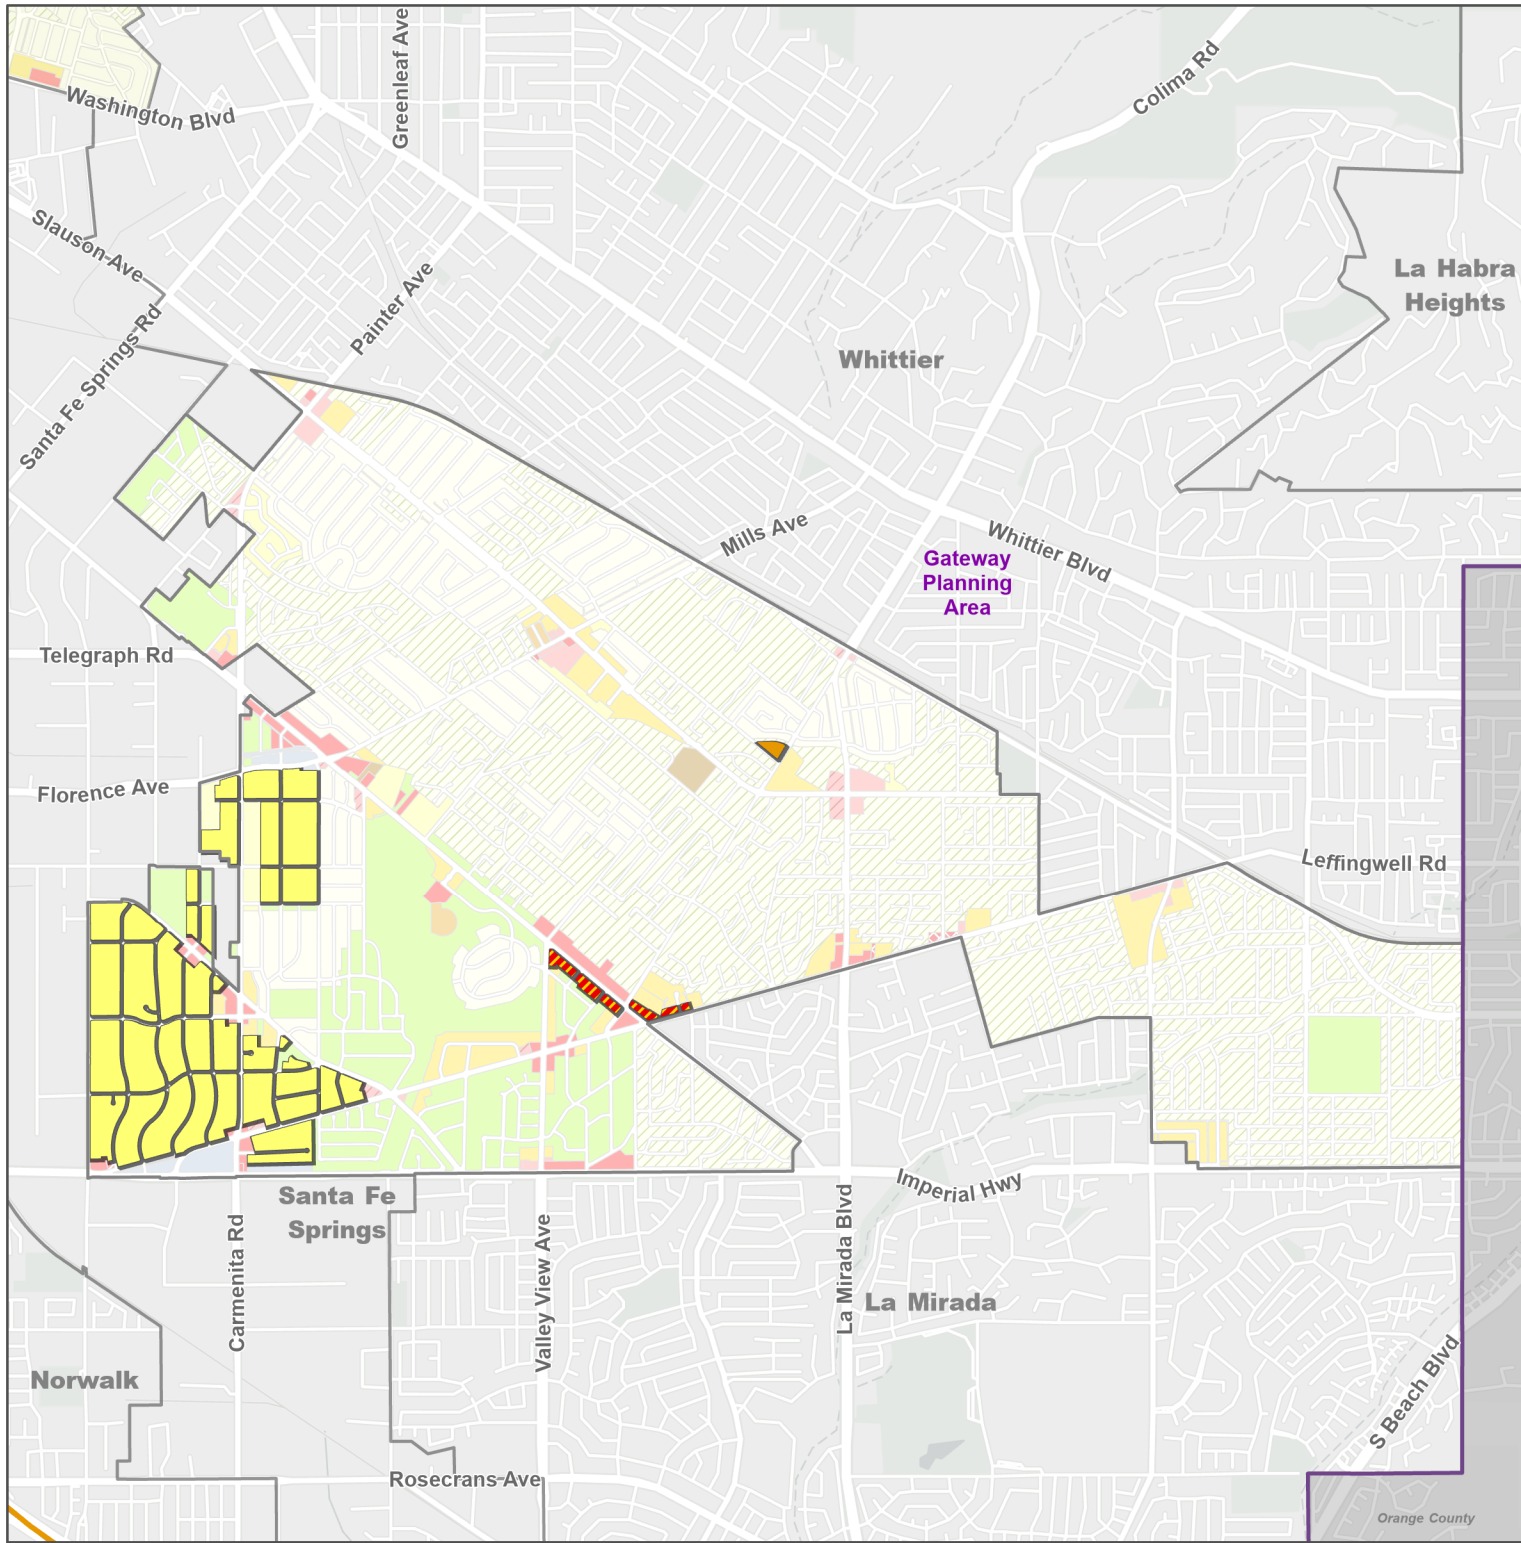 Greenleaf Ave
Colima Rd
Washington Blvd
Slauson Ave
Painter Ave
La Habra
Heights
Santa Fe Springs Rd
Whittier
Mills Ave
Whittier Blvd
Gateway
Planning
Area
Telegraph Rd
Florence Ave
Leffingwell Rd
Imperial Hwy
Santa Fe
Springs
Carmenita Rd
Valley View Ave
La Mirada Blvd
La Mirada
Norwalk
S Beach Blvd
Rosecrans Ave
Orange County